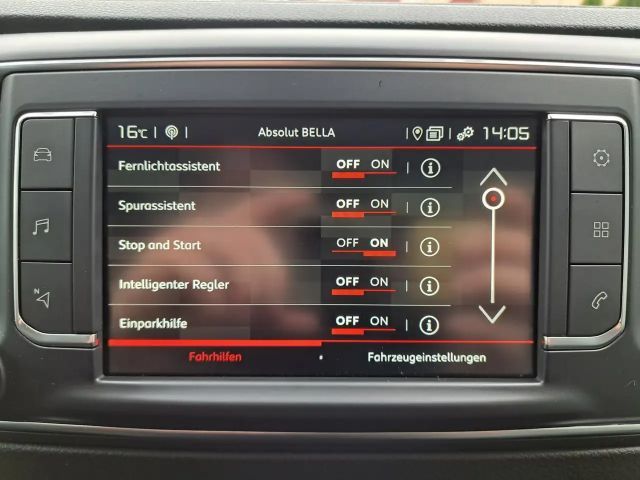 16°C Absolut BELLA 14:05
Fernlichtassistent OFF ON
Spurassistent OFF ON
Stop and Start OFF ON
Intelligenter Regler OFF ON
Einparkhilfe OFF ON
Fahrhilfen Fahrzeugeinstellungen
N